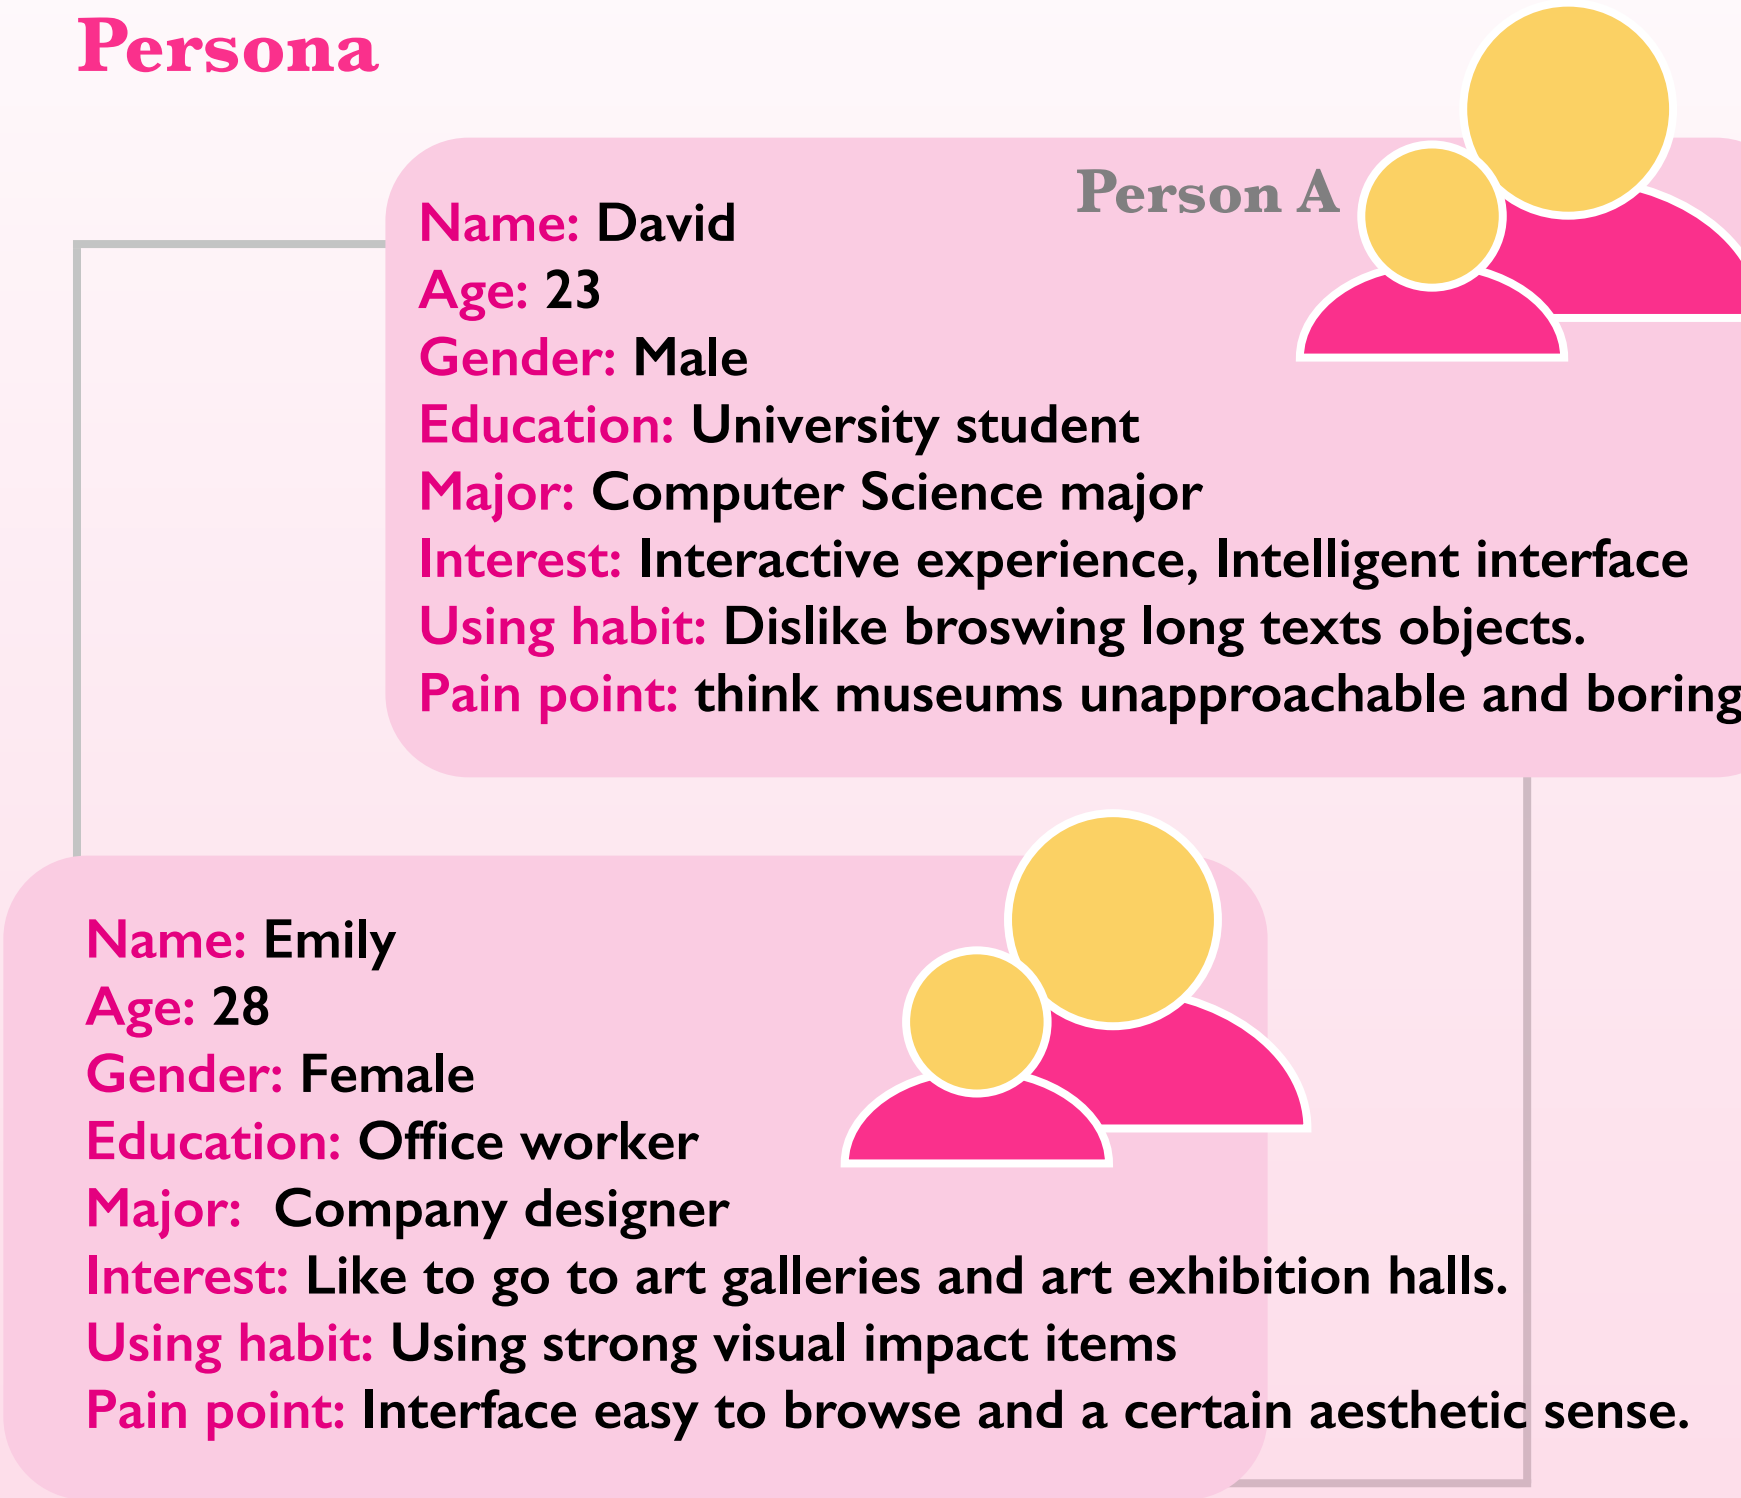 Persona
Person A
Name: David
Age: 23
Gender: Male
Education: University student
Major: Computer Science major
Interest: Interactive experience, Intelligent interface
Using habit: Dislike broswing long texts objects.
Pain point: think museums unapproachable and boring
Name: Emily
Age: 28
Gender: Female
Education: Office worker
Major: Company designer
Interest: Like to go to art galleries and art exhibition halls.
Using habit: Using strong visual impact items
Pain point: Interface easy to browse and a certain aesthetic sense.